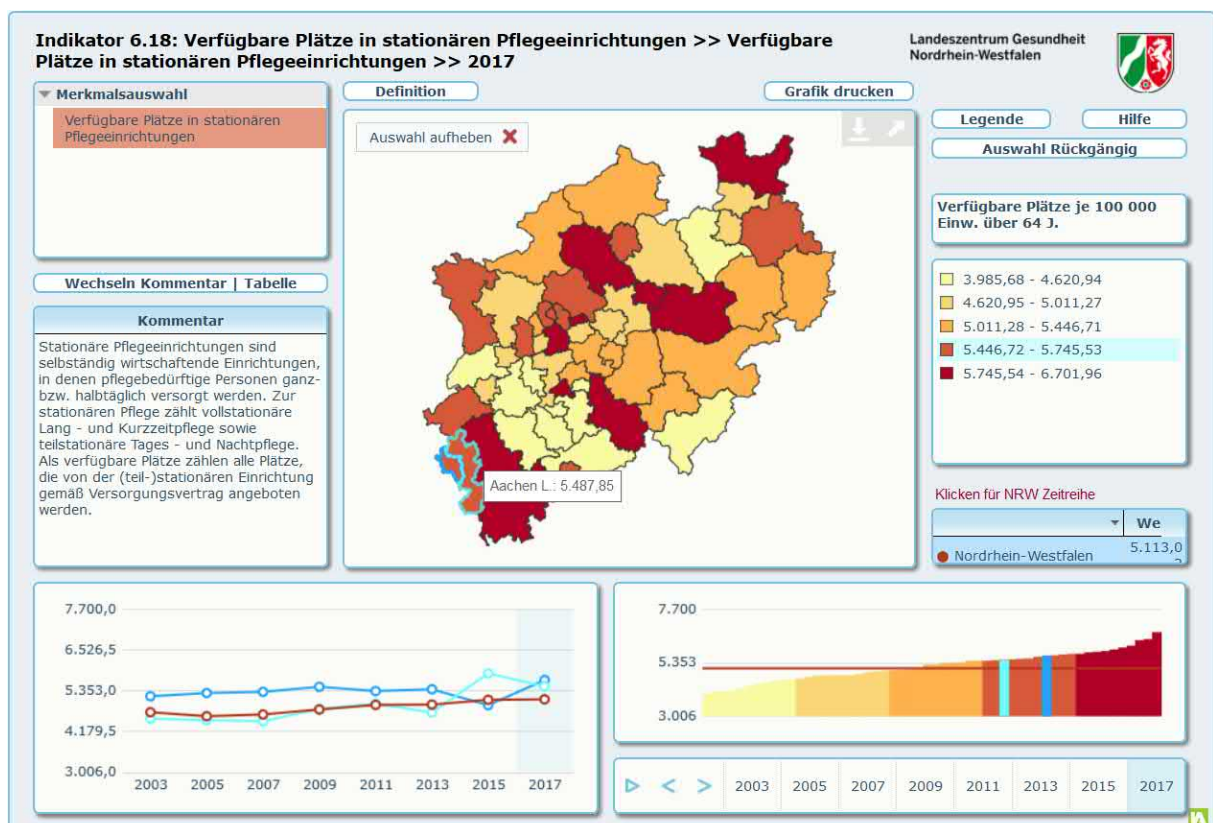 Indikator 6.18: Verfügbare Plätze in stationären Pflegeeinrichtungen >> Verfügbare
Plätze in stationären Pflegeeinrichtungen >> 2017
Landeszentrum Gesundheit
Nordrhein-Westfalen
Merkmalsauswahl
Verfügbare Plätze in stationären
Pflegeeinrichtungen
Definition
Grafik drucken
Auswahl aufheben
Legende
Hilfe
Auswahl Rückgängig
Verfügbare Plätze je 100 000
Einw. über 64 J.
3.985,68 - 4.620,94
4.620,95 - 5.011,27
5.011,28 - 5.446,71
5.446,72 - 5.745,53
5.745,54 - 6.701,96
Wechseln Kommentar | Tabelle
Kommentar
Stationäre Pflegeeinrichtungen sind
selbständig wirtschaftende Einrichtungen,
in denen pflegebedürftige Personen ganz-
bzw. halbtäglich versorgt werden. Zur
stationären Pflege zählt vollstationäre
Lang - und Kurzzeitpflege sowie
teilstationäre Tages - und Nachtpflege.
Als verfügbare Plätze zählen alle Plätze,
die von der (teil-)stationären Einrichtung
gemäß Versorgungsvertrag angeboten
werden.
Aachen L.: 5.487,85
Klicken für NRW Zeitreihe
We
Nordrhein-Westfalen
5.113,0
7.700,0
6.526,5
5.353,0
4.179,5
3.006,0
2003 2005 2007 2009 2011 2013 2015 2017
7.700
5.353
3.006
2003 2005 2007 2009 2011 2013 2015 2017